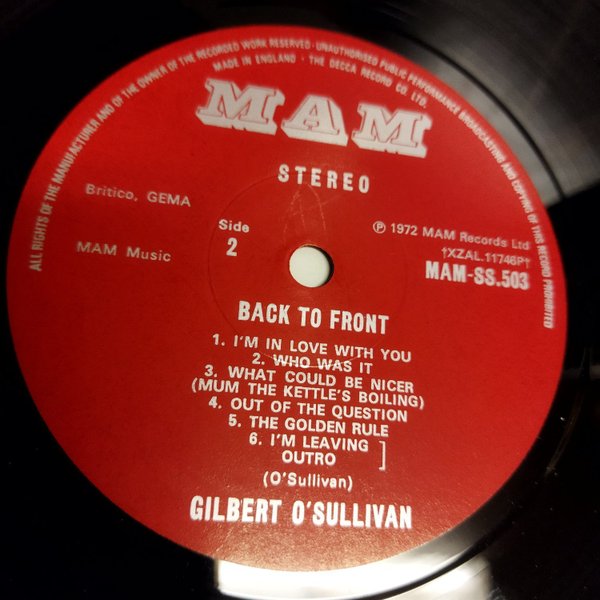 ALL RIGHTS OF THE MANUFACTURER AND OF THE OWNER OF THE RECORDED WORK RESERVED · UNAUTHORISED PUBLIC PERFORMANCE BROADCASTING AND COPYING OF THIS RECORD PROHIBITED
MADE IN ENGLAND · THE DECCA RECORD CO. LTD.
MAM
STEREO
Britico, GEMA
MAM Music
Side
2
℗ 1972 MAM Records Ltd
†XZAL.11746P†
MAM-SS.503
BACK TO FRONT
1. I'M IN LOVE WITH YOU
2. WHO WAS IT
3. WHAT COULD BE NICER
(MUM THE KETTLE'S BOILING)
4. OUT OF THE QUESTION
5. THE GOLDEN RULE
6. I'M LEAVING
OUTRO ]
(O'Sullivan)
GILBERT O'SULLIVAN